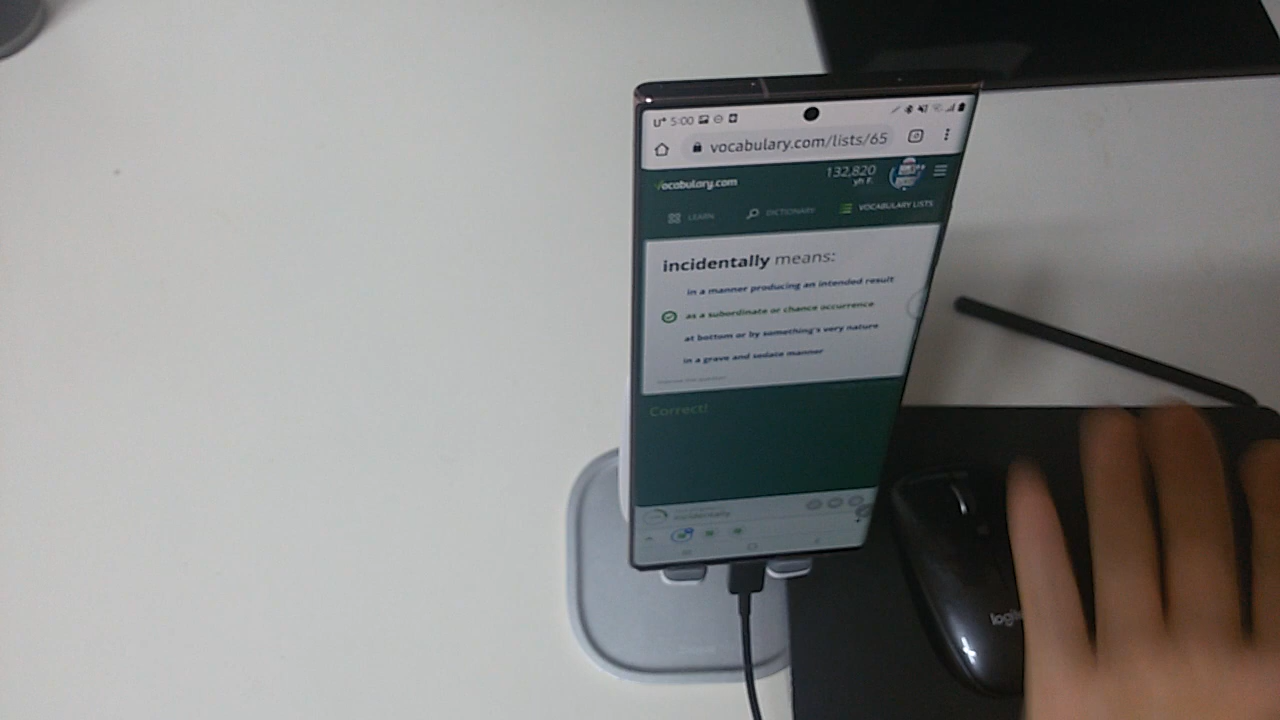 U+ 5:00
vocabulary.com/lists/65
Vocabulary.com
132,820
yh F.
LEARN
DICTIONARY
VOCABULARY LISTS
incidentally means:
in a manner producing an intended result
as a subordinate or chance occurrence
at bottom or by something's very nature
in a grave and sedate manner
Correct!
incidentally